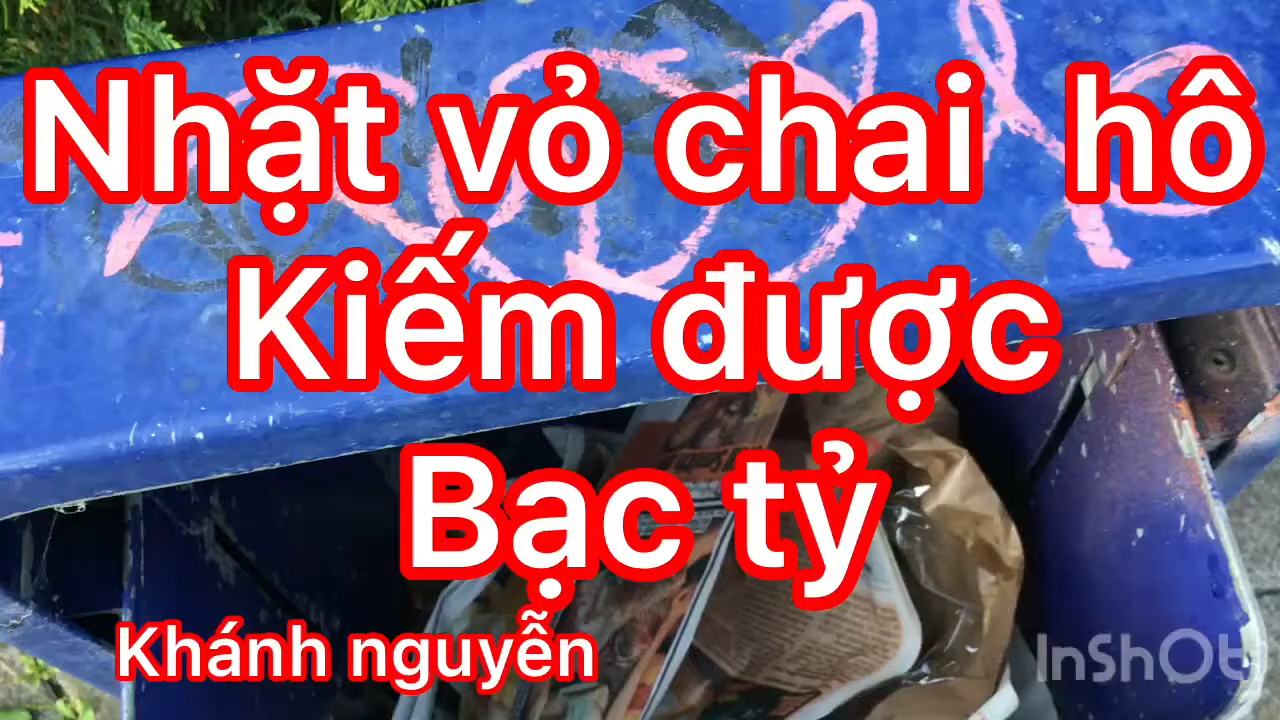 Nhặt vỏ chai hô
Kiếm được
Bạc tỷ
Khánh nguyễn
InShOt